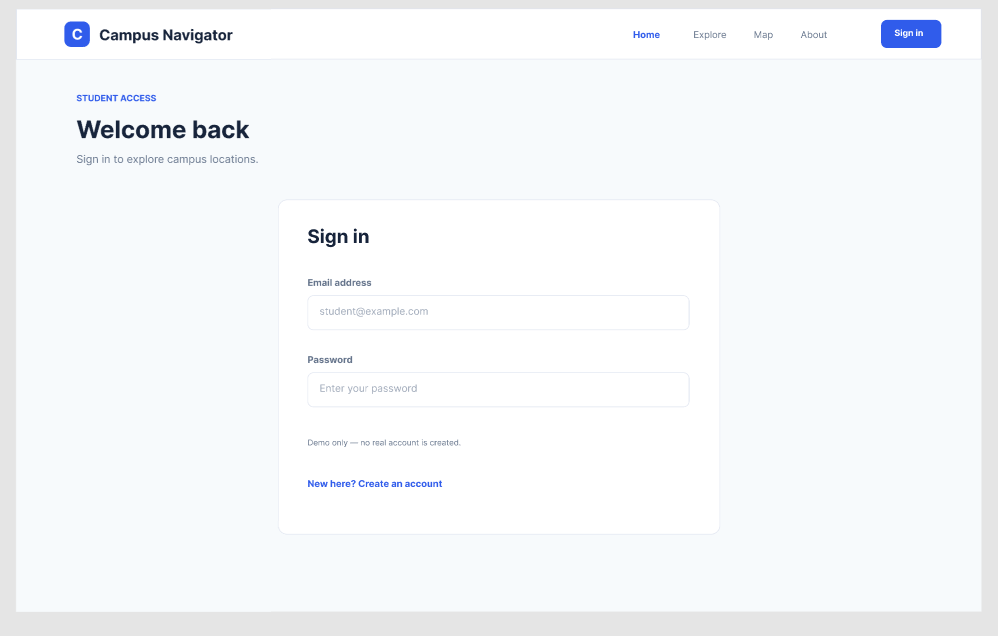 C Campus Navigator Home Explore Map About Sign in
STUDENT ACCESS
Welcome back
Sign in to explore campus locations.
Sign in
Email address
student@example.com
Password
Enter your password
Demo only — no real account is created.
New here? Create an account